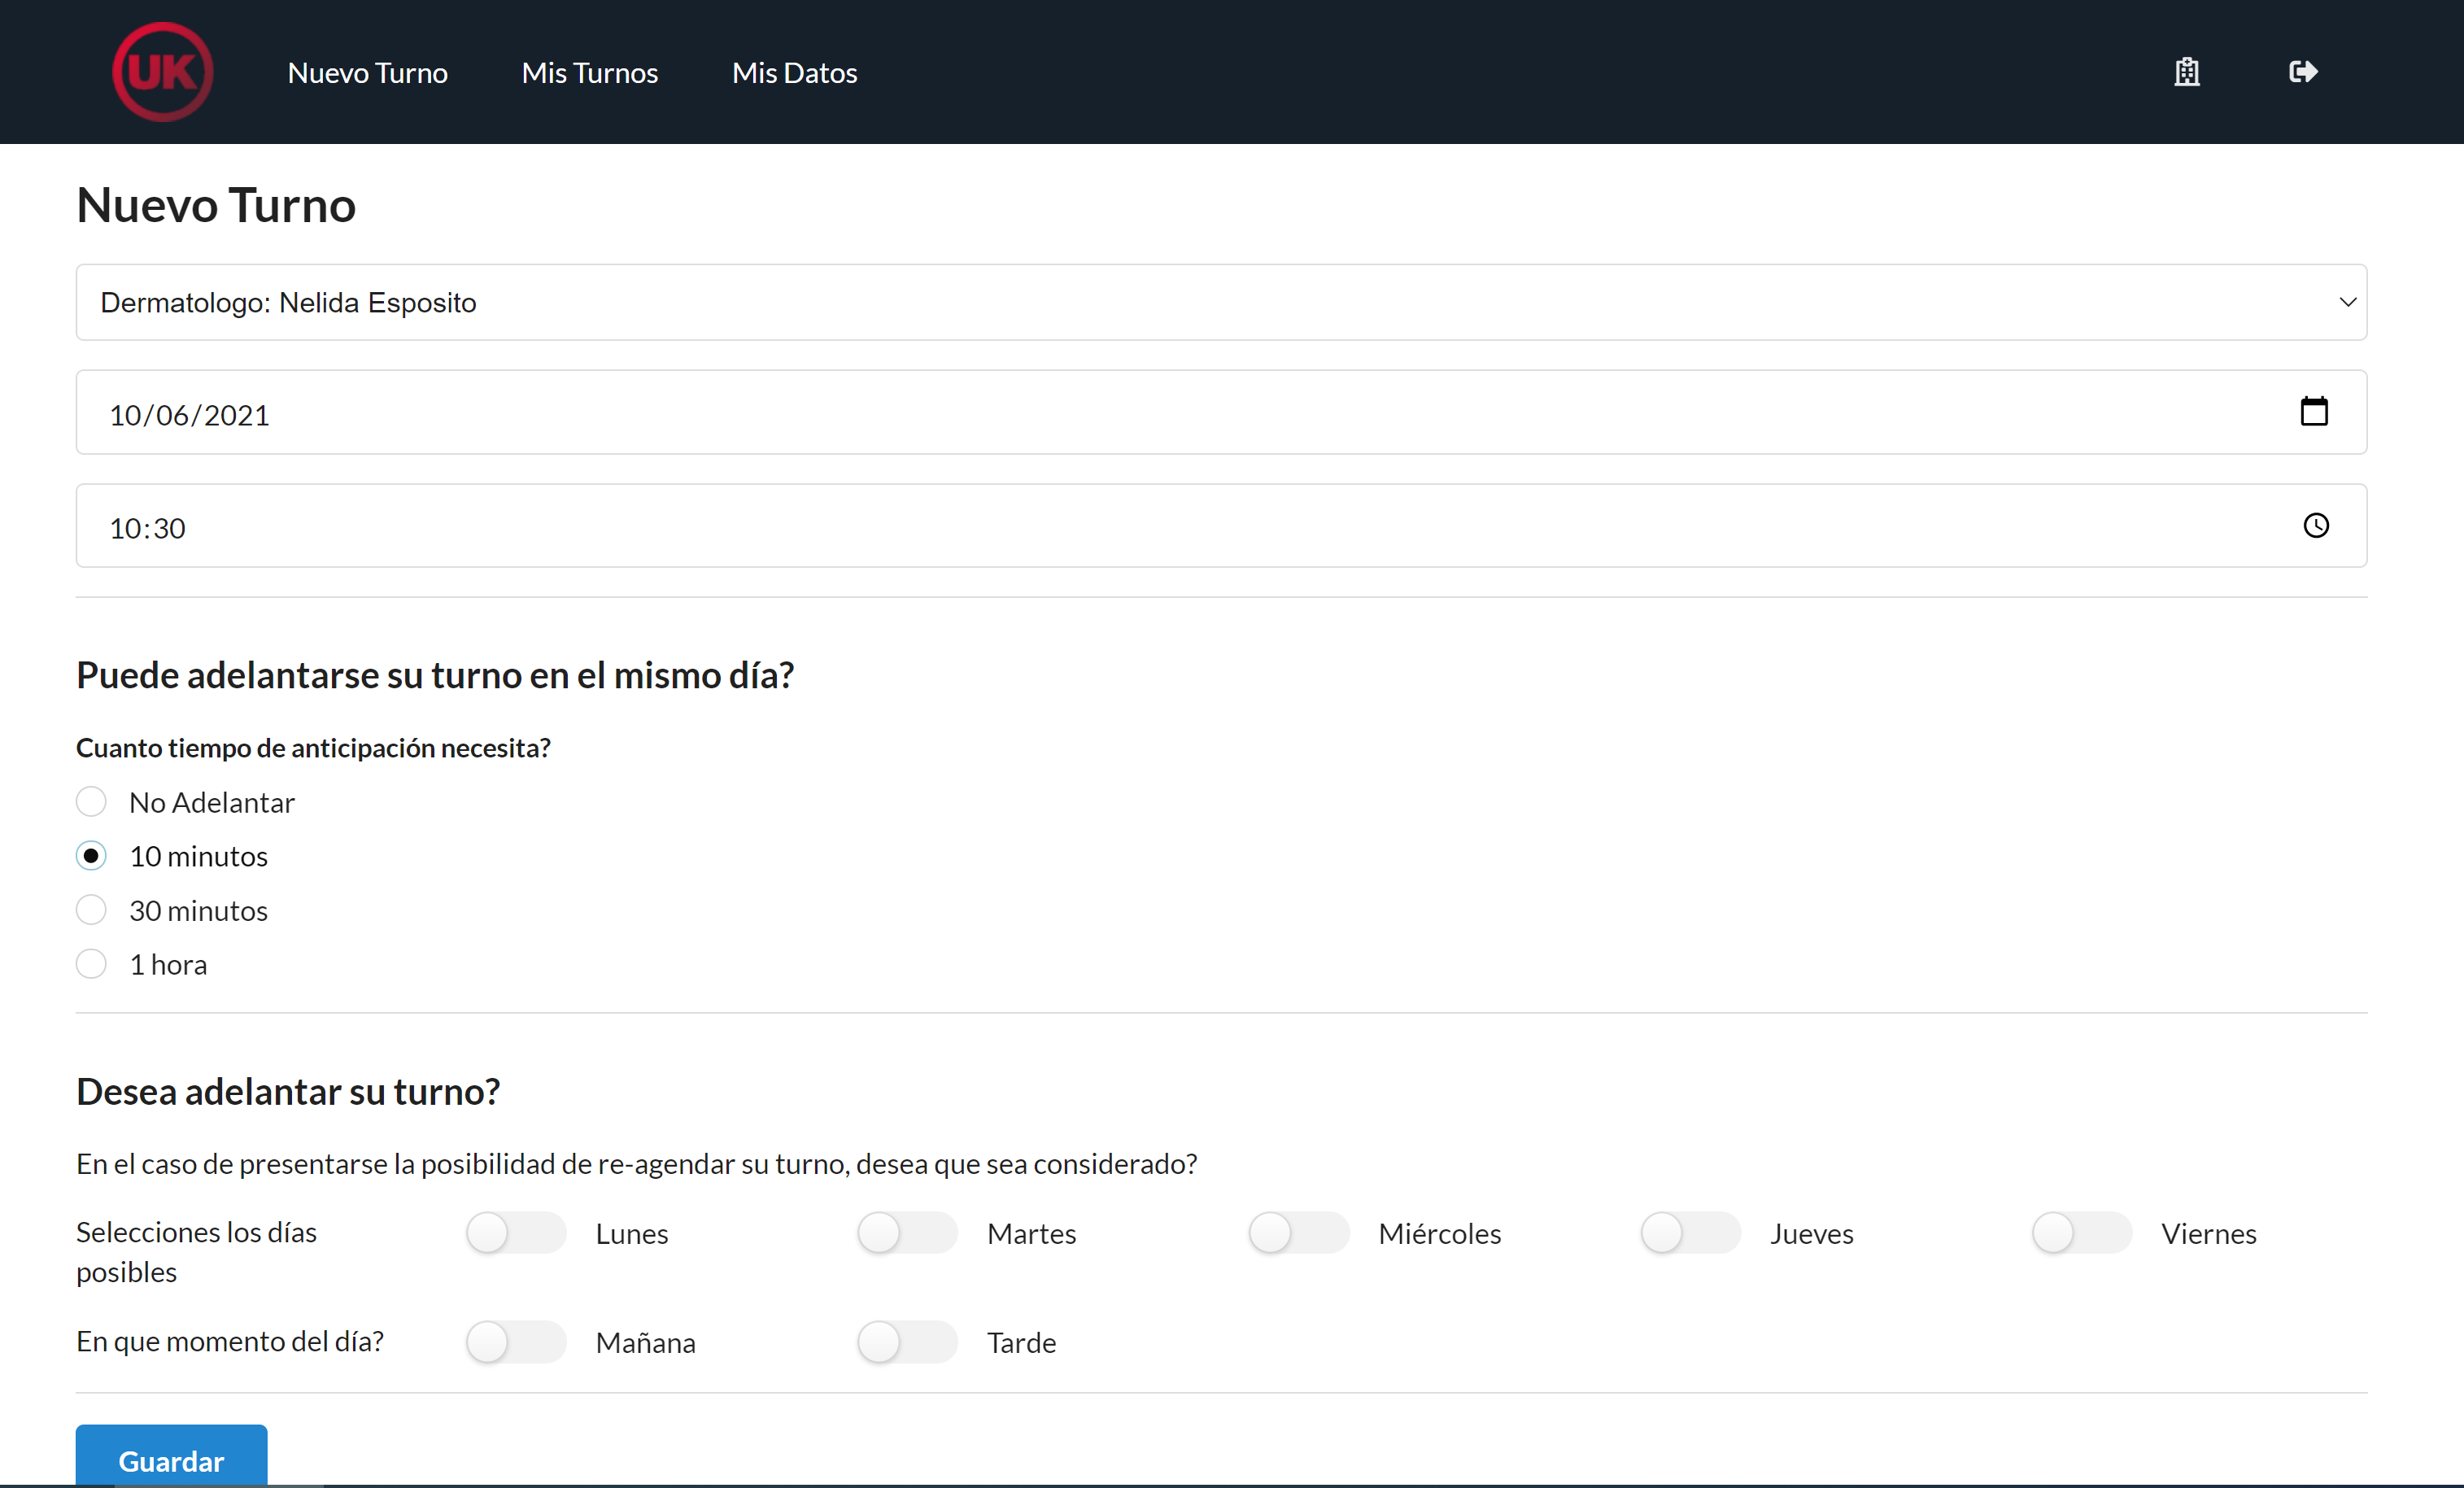 UK
Nuevo Turno
Mis Turnos
Mis Datos
Nuevo Turno
Dermatologo: Nelida Esposito
10/06/2021
10:30
Puede adelantarse su turno en el mismo día?
Cuanto tiempo de anticipación necesita?
No Adelantar
10 minutos
30 minutos
1 hora
Desea adelantar su turno?
En el caso de presentarse la posibilidad de re-agendar su turno, desea que sea considerado?
Selecciones los días
posibles
Lunes
Martes
Miércoles
Jueves
Viernes
En que momento del día?
Mañana
Tarde
Guardar